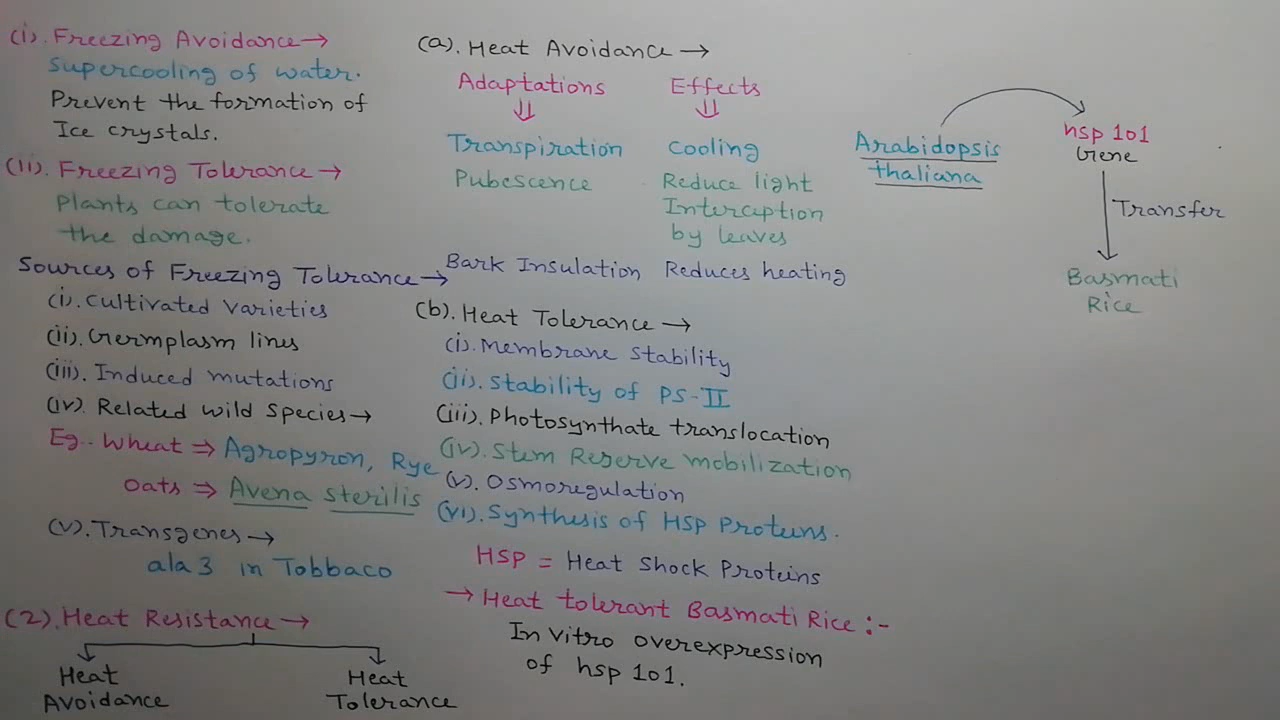 (i). Freezing Avoidance→
Supercooling of water.
Prevent the formation of
Ice crystals.
(ii). Freezing Tolerance →
Plants can tolerate
the damage.
Sources of Freezing Tolerance→
(i). Cultivated varieties
(ii). Germplasm lines
(iii). Induced mutations
(iv). Related wild species→
Eg.. Wheat ⇒ Agropyron, Rye
Oats ⇒ Avena sterilis
(v). Transgenes→
ala 3 in Tobbaco
(2). Heat Resistance→
Heat Avoidance
Heat Tolerance
(a). Heat Avoidance →
Adaptations Effects
⇓ ⇓
Transpiration Cooling
Pubescence Reduce light
Interception
by leaves
Bark Insulation Reduces heating
(b). Heat Tolerance →
(i). Membrane stability
(ii). Stability of PS-II
(iii). Photosynthate translocation
(iv). Stem Reserve mobilization
(v). Osmoregulation
(vi). Synthesis of HSP Proteins.
HSP = Heat Shock Proteins
→ Heat tolerant Basmati Rice :-
In vitro overexpression
of hsp 101.
Arabidopsis
thaliana
hsp 101
Gene
Transfer
Basmati
Rice